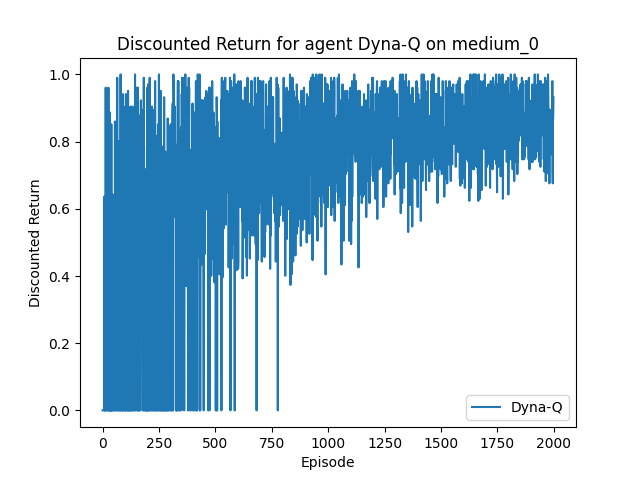 Discounted Return for agent Dyna-Q on medium_0
1.0
0.8
0.6
0.4
0.2
0.0
Discounted Return
0 250 500 750 1000 1250 1500 1750 2000
Episode
Dyna-Q